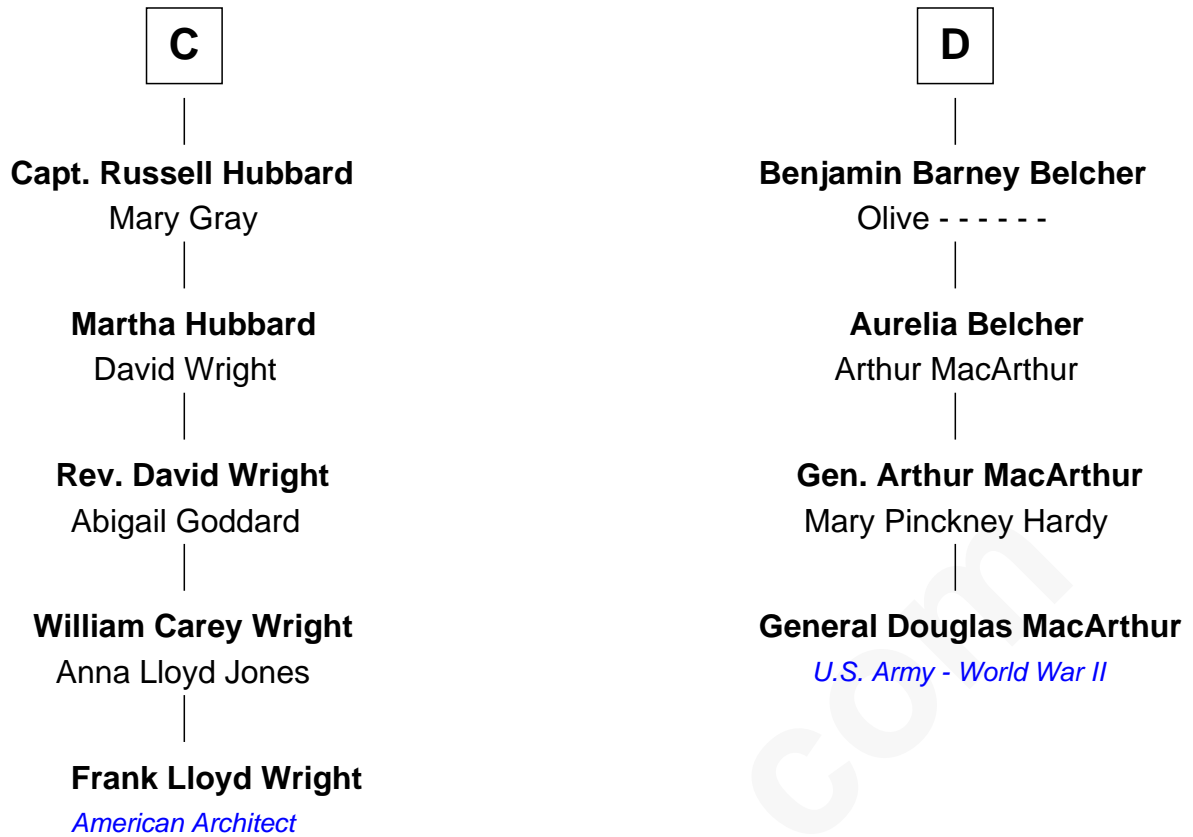 C
Capt. Russell Hubbard
Mary Gray
Martha Hubbard
David Wright
Rev. David Wright
Abigail Goddard
William Carey Wright
Anna Lloyd Jones
Frank Lloyd Wright
American Architect
D
Benjamin Barney Belcher
Olive - - - - - -
Aurelia Belcher
Arthur MacArthur
Gen. Arthur MacArthur
Mary Pinckney Hardy
General Douglas MacArthur
U.S. Army - World War II
com